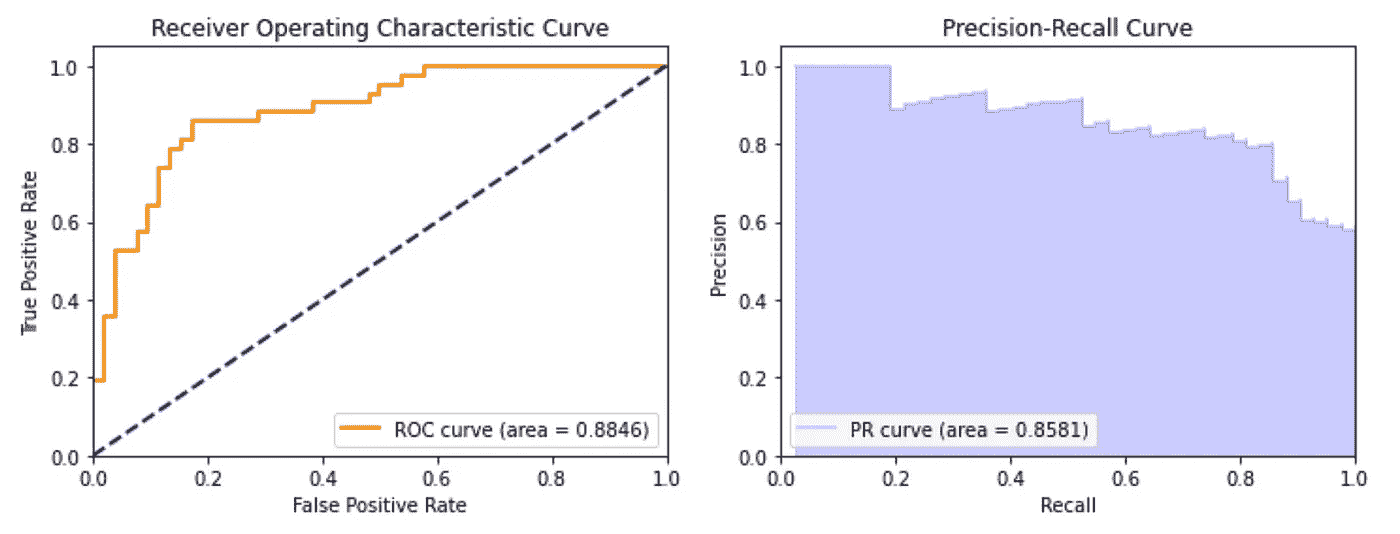 Receiver Operating Characteristic Curve
True Positive Rate
1.0
0.8
0.6
0.4
0.2
0.0
ROC curve (area = 0.8846)
0.0 0.2 0.4 0.6 0.8 1.0
False Positive Rate
Precision-Recall Curve
Precision
1.0
0.8
0.6
0.4
0.2
0.0
PR curve (area = 0.8581)
0.0 0.2 0.4 0.6 0.8 1.0
Recall